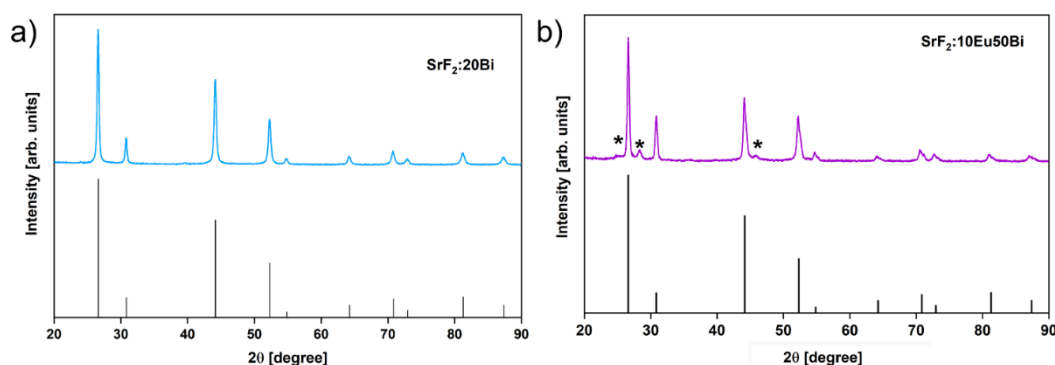 a)
SrF₂:20Bi
Intensity [arb. units]
20 30 40 50 60 70 80 90
2θ [degree]
b)
SrF₂:10Eu50Bi
* * *
Intensity [arb. units]
20 30 40 50 60 70 80 90
2θ [degree]